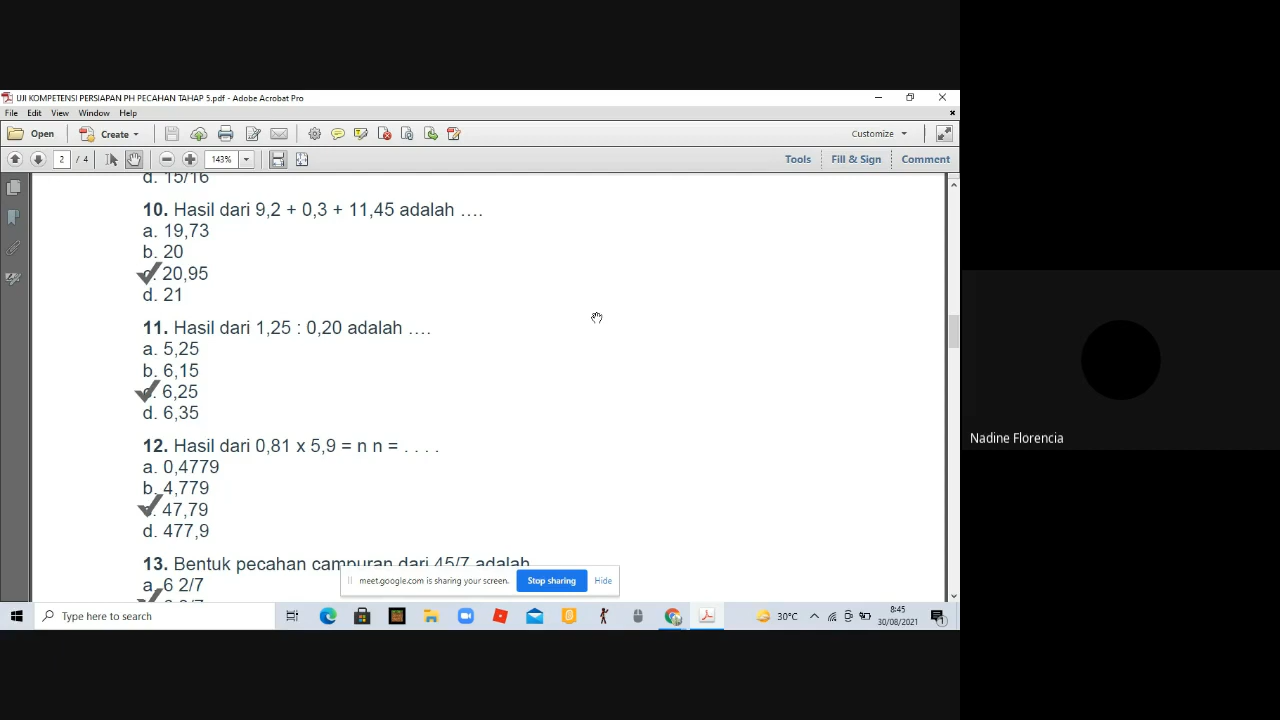 UJI KOMPETENSI PERSIAPAN PH PECAHAN TAHAP 5.pdf - Adobe Acrobat Pro
File Edit View Window Help
Open Create Customize
2 / 4 143% Tools Fill & Sign Comment
d. 15/16
10. Hasil dari 9,2 + 0,3 + 11,45 adalah ….
a. 19,73
b. 20
c. 20,95
d. 21
11. Hasil dari 1,25 : 0,20 adalah ….
a. 5,25
b. 6,15
c. 6,25
d. 6,35
12. Hasil dari 0,81 x 5,9 = n n = . . . .
a. 0,4779
b. 4,779
c. 47,79
d. 477,9
13. Bentuk pecahan campuran dari 45/7 adalah
a. 6 2/7
meet.google.com is sharing your screen. Stop sharing Hide
Nadine Florencia
Type here to search
30°C
8:45
30/08/2021
1